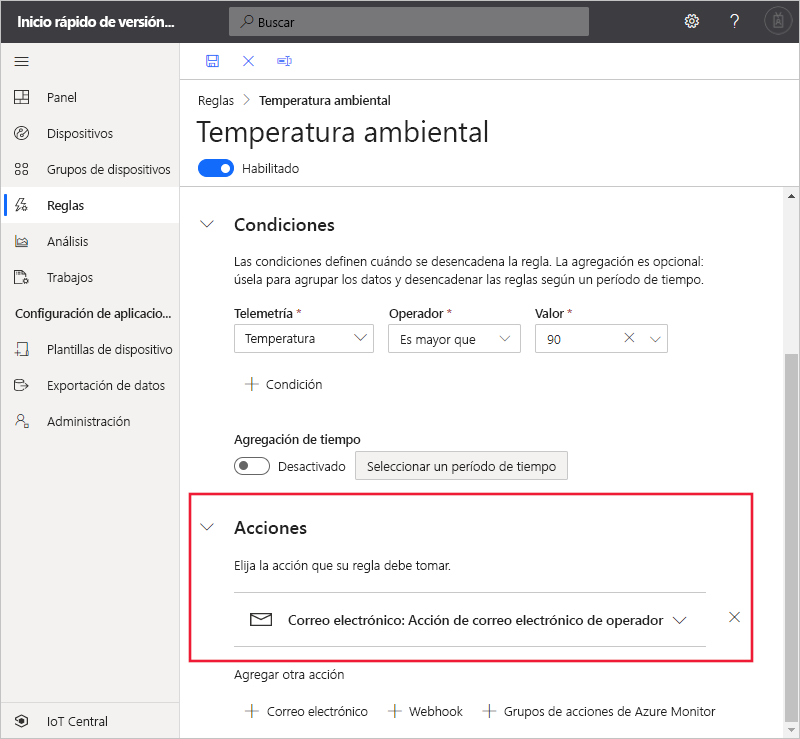 Inicio rápido de versión...
Buscar
Panel
Dispositivos
Grupos de dispositivos
Reglas
Análisis
Trabajos
Configuración de aplicacio...
Plantillas de dispositivo
Exportación de datos
Administración
IoT Central
Reglas > Temperatura ambiental
Temperatura ambiental
Habilitado
Condiciones
Las condiciones definen cuándo se desencadena la regla. La agregación es opcional:
úsela para agrupar los datos y desencadenar las reglas según un período de tiempo.
Telemetría * Operador * Valor *
Temperatura Es mayor que 90
+ Condición
Agregación de tiempo
Desactivado Seleccionar un período de tiempo
Acciones
Elija la acción que su regla debe tomar.
Correo electrónico: Acción de correo electrónico de operador
Agregar otra acción
+ Correo electrónico + Webhook + Grupos de acciones de Azure Monitor